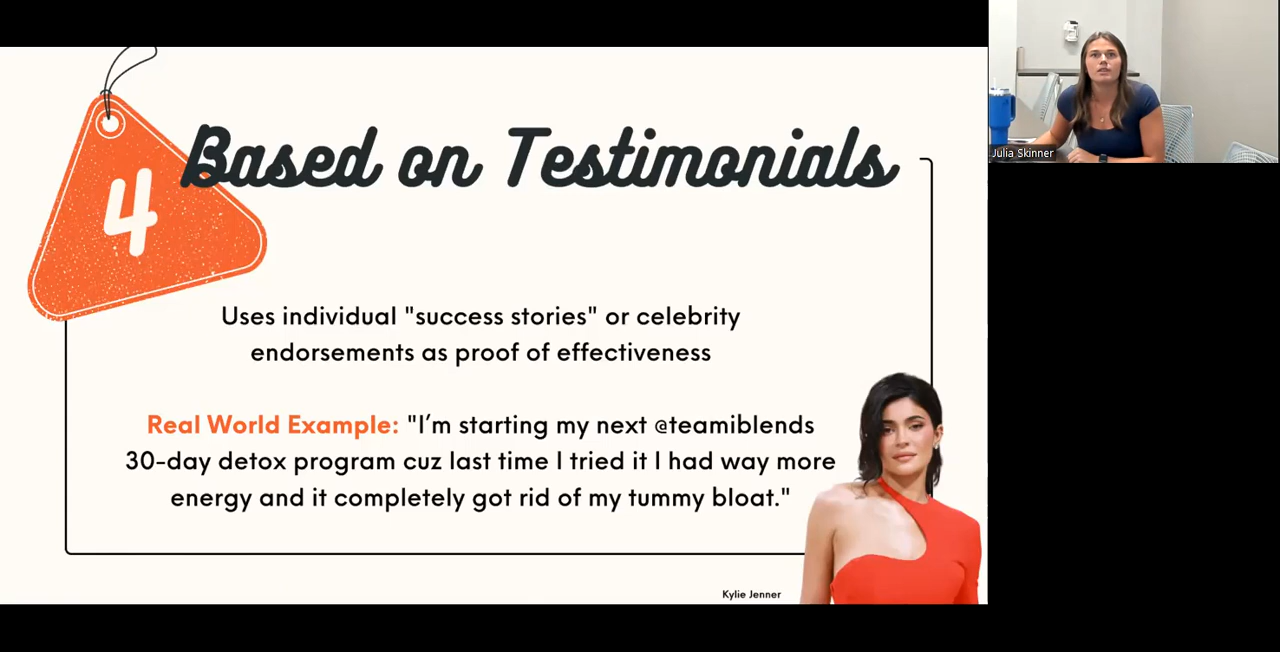 4
Based on Testimonials
Uses individual "success stories" or celebrity
endorsements as proof of effectiveness
Real World Example: "I’m starting my next @teamiblends
30-day detox program cuz last time I tried it I had way more
energy and it completely got rid of my tummy bloat."
Kylie Jenner
Julia Skinner